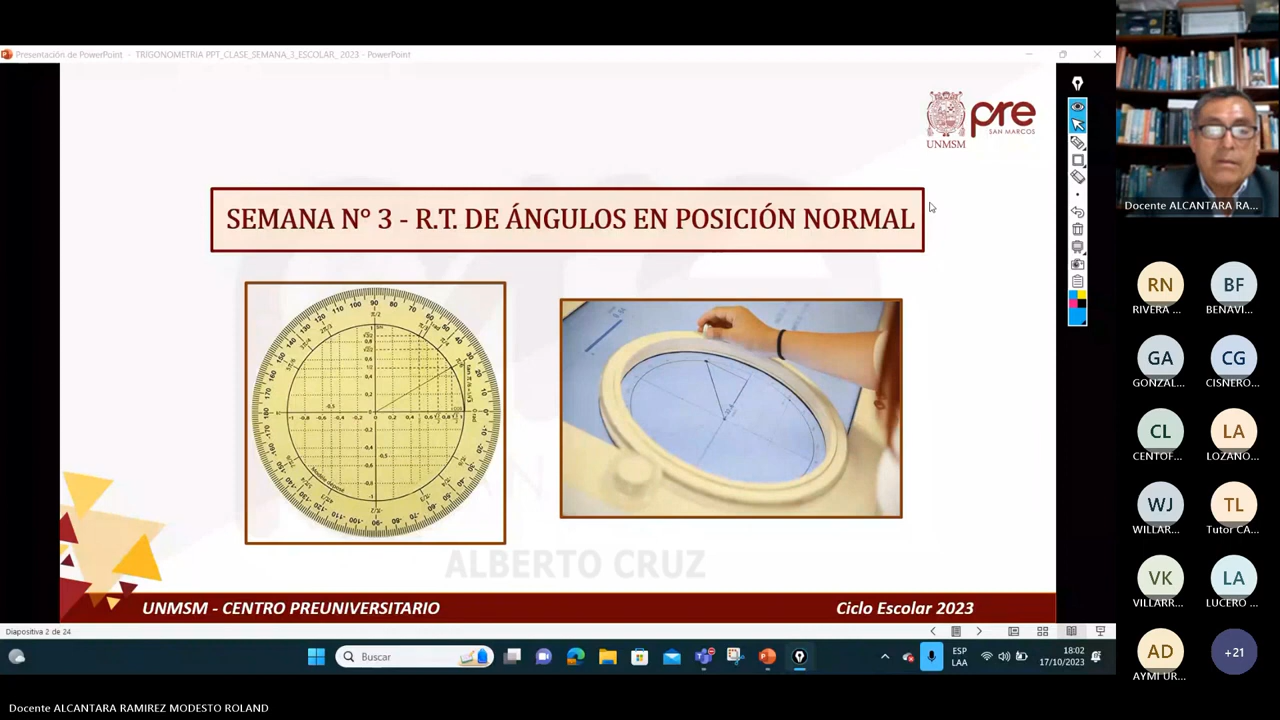 Presentación de PowerPoint - TRIGONOMETRIA PPT_CLASE_SEMANA_3_ESCOLAR_ 2023 - PowerPoint
UNMSM
pre
SAN MARCOS
SEMANA N° 3 - R.T. DE ÁNGULOS EN POSICIÓN NORMAL
ALBERTO CRUZ
UNMSM - CENTRO PREUNIVERSITARIO
Ciclo Escolar 2023
Diapositiva 2 de 24
Buscar
ESP
LAA
18:02
17/10/2023
Docente ALCANTARA RA...
RN
RIVERA ...
BF
BENAVI...
GA
GONZAL...
CG
CISNERO...
CL
CENTOF...
LA
LOZANO...
WJ
WILLAR...
TL
Tutor CA...
VK
VILLARR...
LA
LUCERO ...
AD
AYMI UR...
+21
Docente ALCANTARA RAMIREZ MODESTO ROLAND